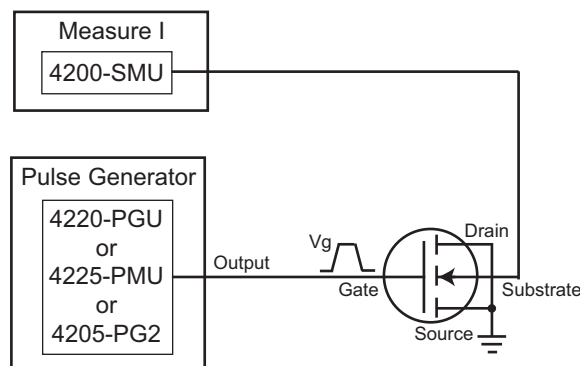 Measure I
4200-SMU
Pulse Generator
4220-PGU
or
4225-PMU
or
4205-PG2
Output
Vg
Gate
Drain
Substrate
Source